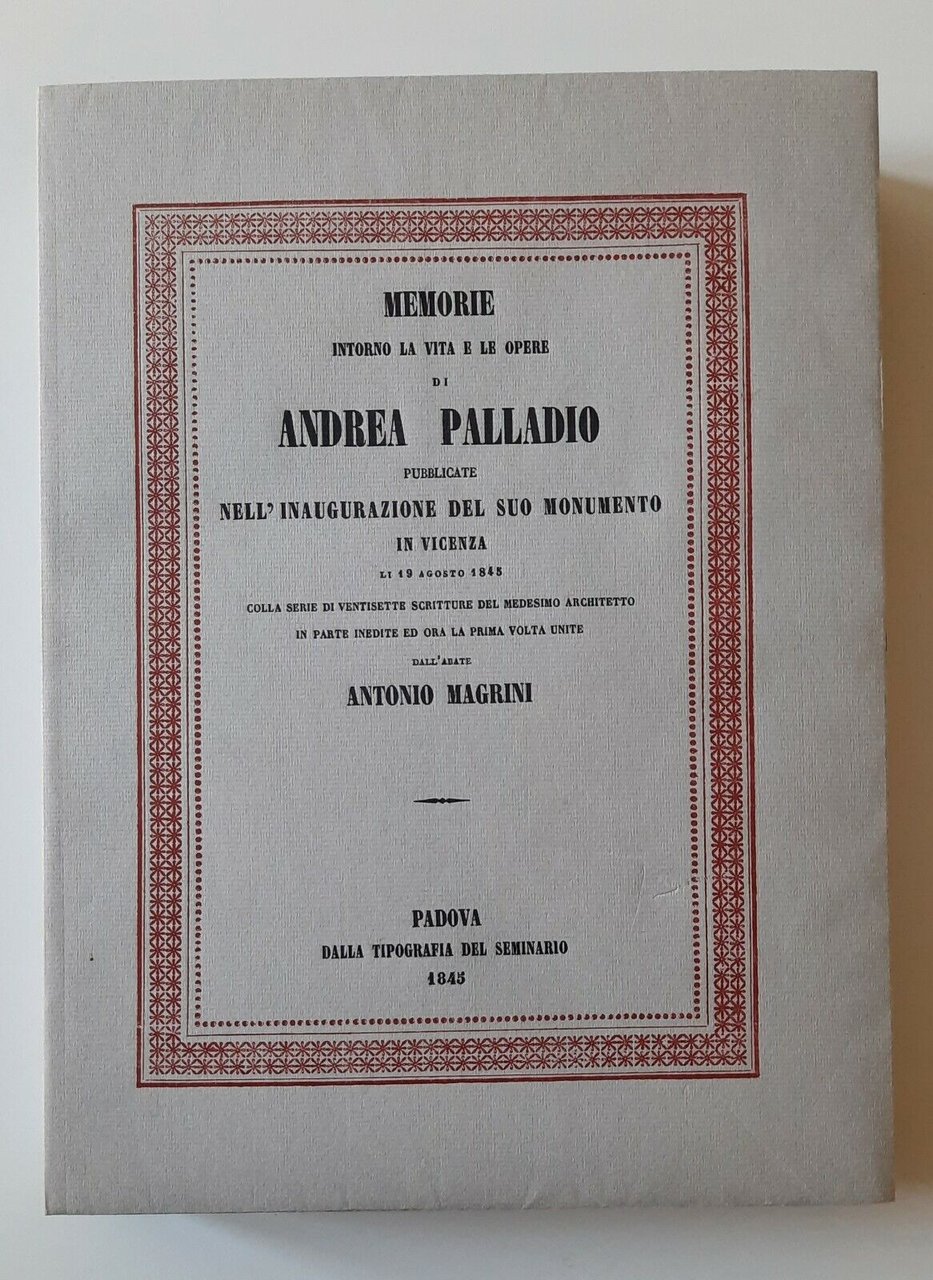 MEMORIE
INTORNO LA VITA E LE OPERE
DI
ANDREA PALLADIO
PUBBLICATE
NELL' INAUGURAZIONE DEL SUO MONUMENTO
IN VICENZA
LI 19 AGOSTO 1845
COLLA SERIE DI VENTISETTE SCRITTURE DEL MEDESIMO ARCHITETTO
IN PARTE INEDITE ED ORA LA PRIMA VOLTA UNITE
DALL'ABATE
ANTONIO MAGRINI
PADOVA
DALLA TIPOGRAFIA DEL SEMINARIO
1845